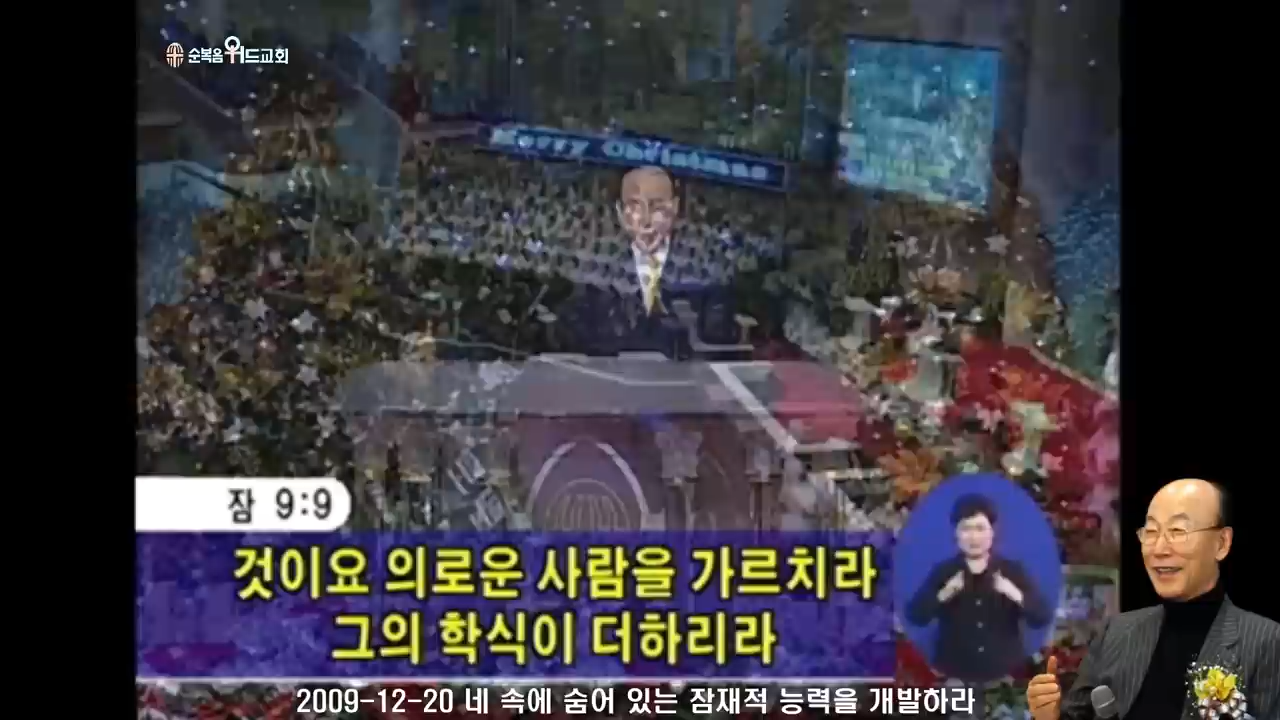 순복음워드교회
Merry Christmas
잠 9:9
것이요 의로운 사람을 가르치라
그의 학식이 더하리라
2009-12-20 네 속에 숨어 있는 잠재적 능력을 개발하라